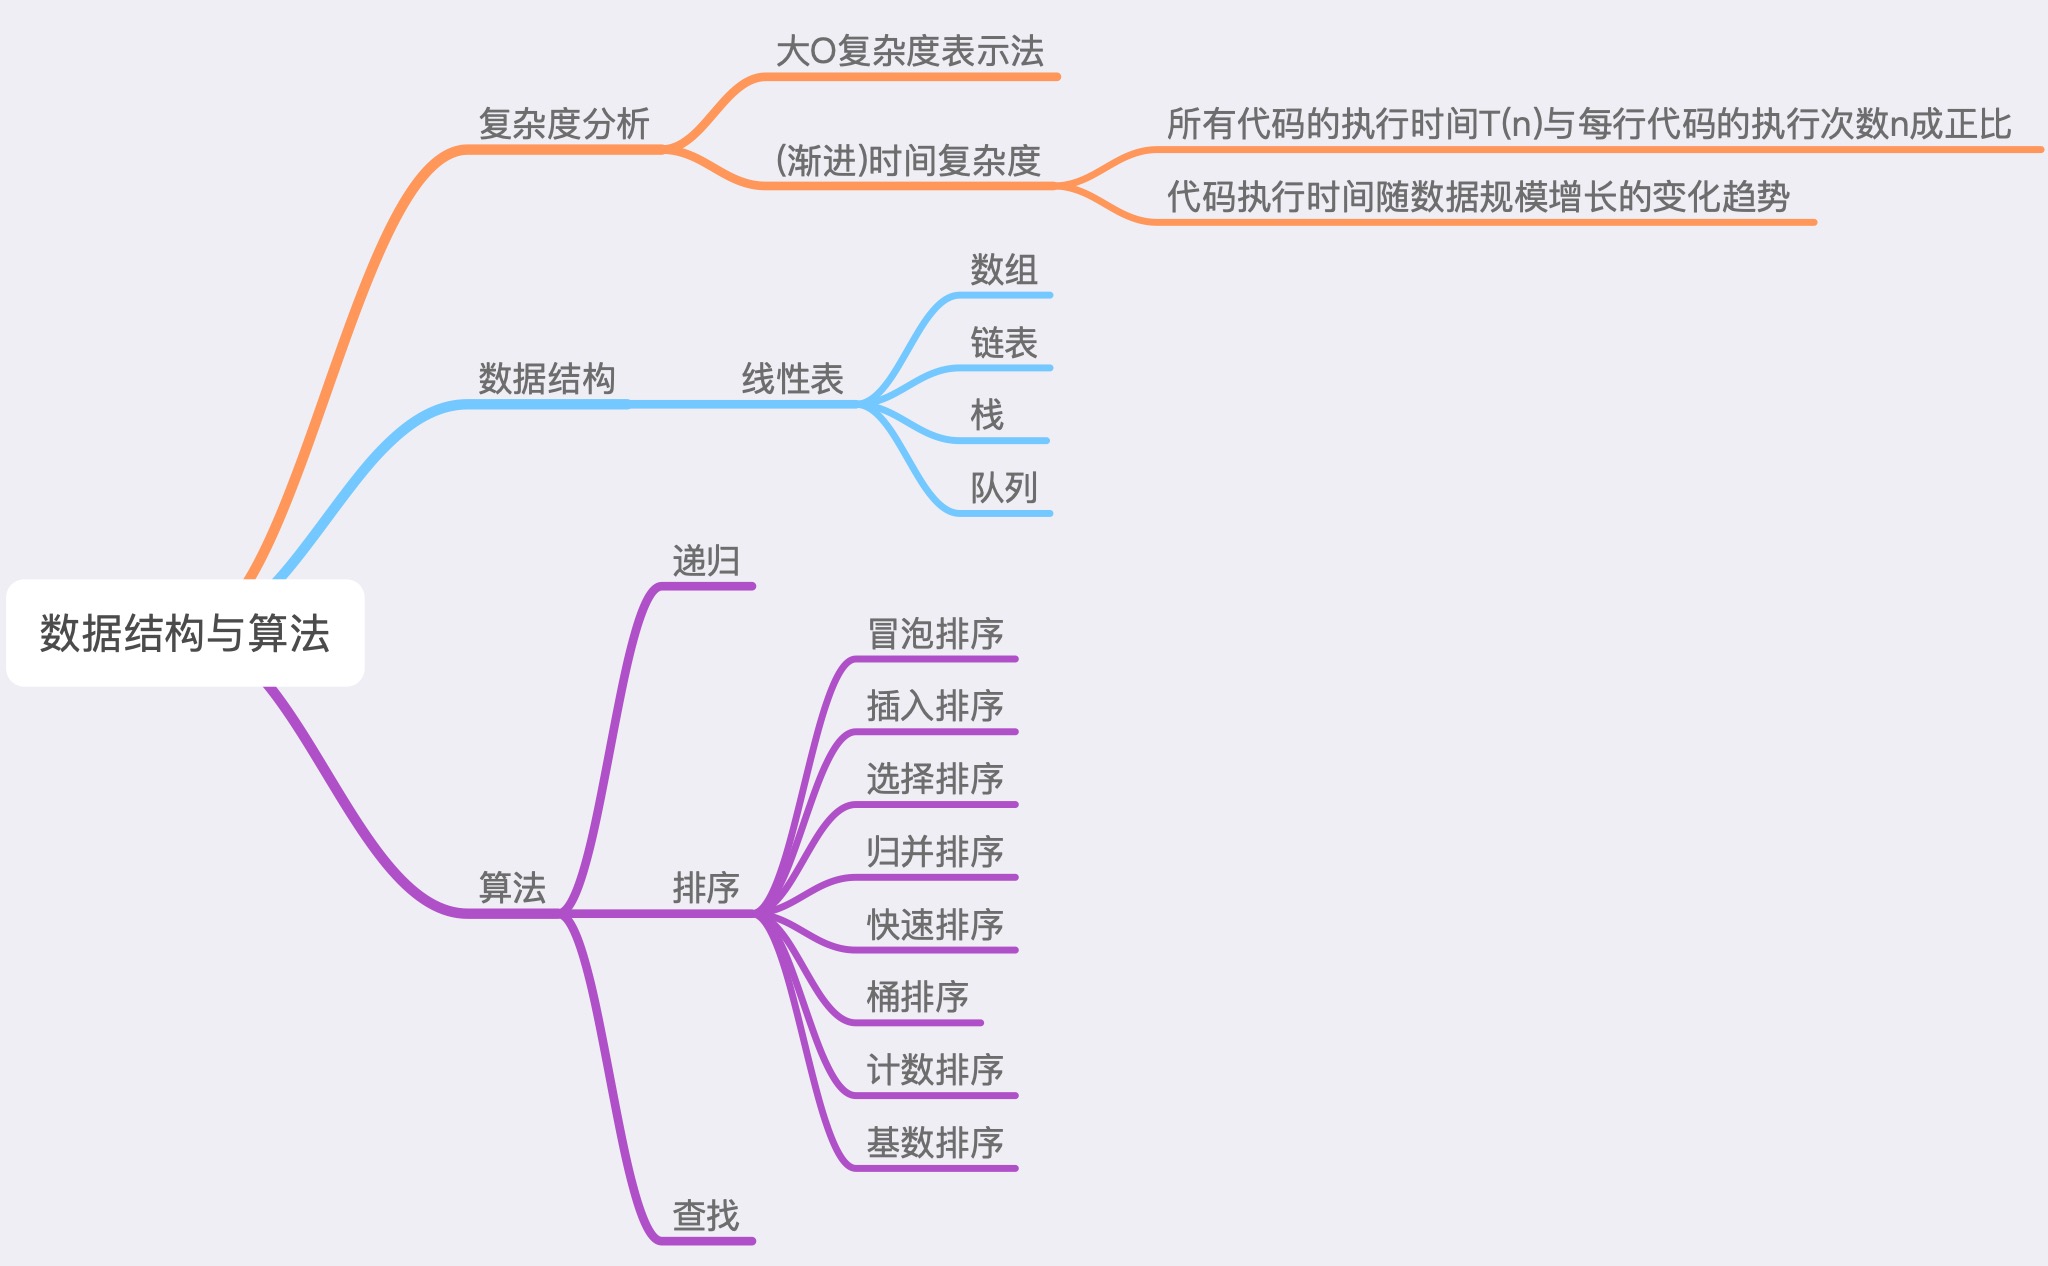 大O复杂度表示法
复杂度分析
所有代码的执行时间T(n)与每行代码的执行次数n成正比
(渐进)时间复杂度
代码执行时间随数据规模增长的变化趋势
数组
链表
数据结构
线性表
栈
队列
递归
数据结构与算法
冒泡排序
插入排序
选择排序
归并排序
算法
排序
快速排序
桶排序
计数排序
基数排序
查找